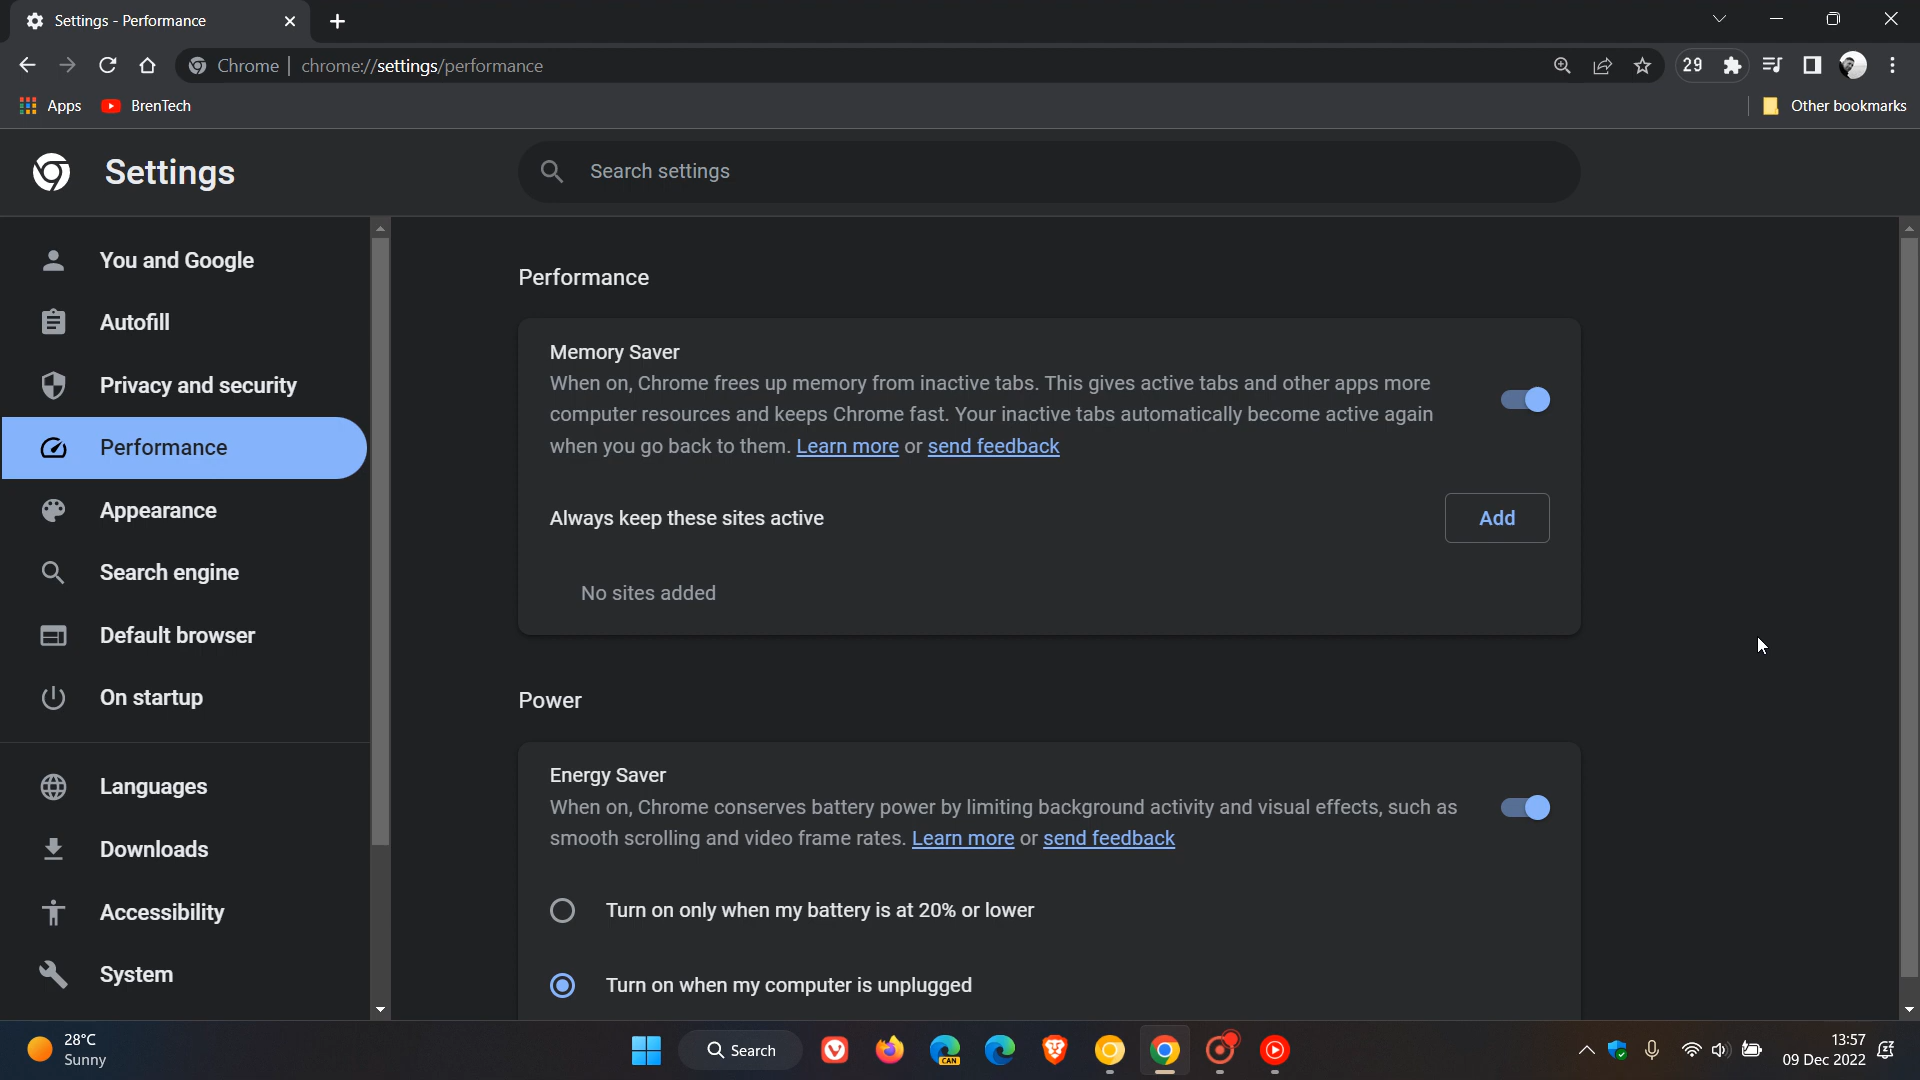 Settings - Performance
Chrome | chrome://settings/performance
29
Apps
BrenTech
Other bookmarks
Settings
Search settings
You and Google
Autofill
Privacy and security
Performance
Appearance
Search engine
Default browser
On startup
Languages
Downloads
Accessibility
System
Performance
Memory Saver
When on, Chrome frees up memory from inactive tabs. This gives active tabs and other apps more
computer resources and keeps Chrome fast. Your inactive tabs automatically become active again
when you go back to them. Learn more or send feedback
Always keep these sites active
Add
No sites added
Power
Energy Saver
When on, Chrome conserves battery power by limiting background activity and visual effects, such as
smooth scrolling and video frame rates. Learn more or send feedback
Turn on only when my battery is at 20% or lower
Turn on when my computer is unplugged
28°C
Sunny
Search
CAN
13:57
09 Dec 2022